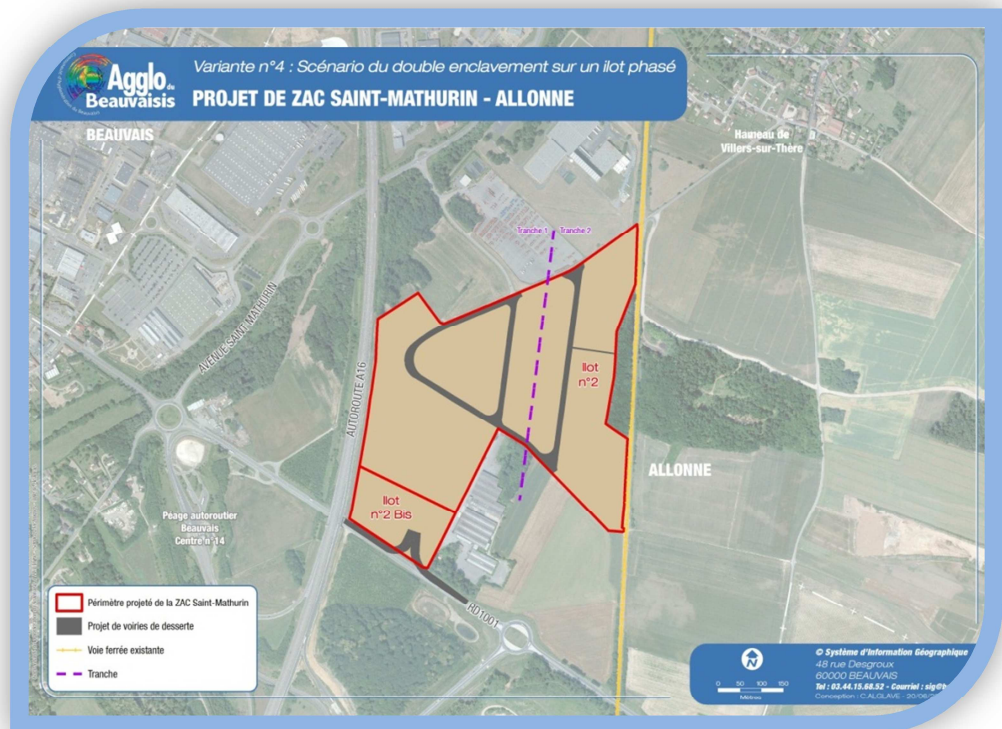 Agglo du
Beauvaisis
Variante n°4 : Scénario du double enclavement sur un ilot phasé
PROJET DE ZAC SAINT-MATHURIN - ALLONNE
BEAUVAIS
Hameau de
Villers-sur-Thère
Tranche 1
Tranche 2
AVENUE SAINT-MATHURIN
AUTOROUTE A16
Ilot
n°2
ALLONNE
Ilot
n°2 Bis
Péage autoroutier
Beauvais
Centre n°14
RD1001
Périmètre projeté de la ZAC Saint-Mathurin
Projet de voiries de desserte
Voie ferrée existante
Tranche
N
0 50 100 150
Mètres
© Système d'Information Géographique
48 rue Desgroux
60000 BEAUVAIS
Tel : 03.44.15.68.52 - Courriel : sig@b
Conception : C.ALGLAVE - 20/06/